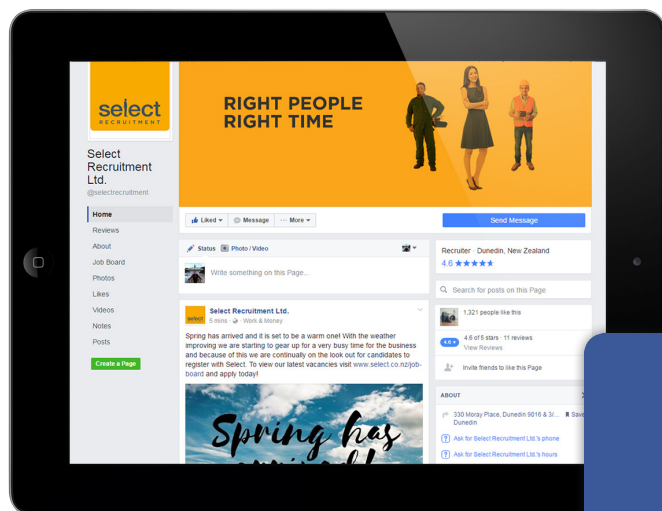 select
RECRUITMENT
RIGHT PEOPLE
RIGHT TIME
Select
Recruitment
Ltd.
@selectrecruitment
Home
Reviews
About
Job Board
Photos
Likes
Videos
Notes
Posts
Create a Page
Liked
Message
More
Send Message
Status
Photo / Video
Write something on this Page...
Select Recruitment Ltd.
5 mins · Work & Money
Spring has arrived and it is set to be a warm one! With the weather
improving we are starting to gear up for a very busy time for the business
and because of this we are continually on the look out for candidates to
register with Select. To view our latest vacancies visit www.select.co.nz/job-
board and apply today!
Spring has
Recruiter · Dunedin, New Zealand
4.6
Search for posts on this Page
1,321 people like this
4.6
4.6 of 5 stars · 11 reviews
View Reviews
Invite friends to like this Page
ABOUT
330 Moray Place, Dunedin 9016 & 3/...
Save
Dunedin
Ask for Select Recruitment Ltd.'s phone
Ask for Select Recruitment Ltd.'s hours